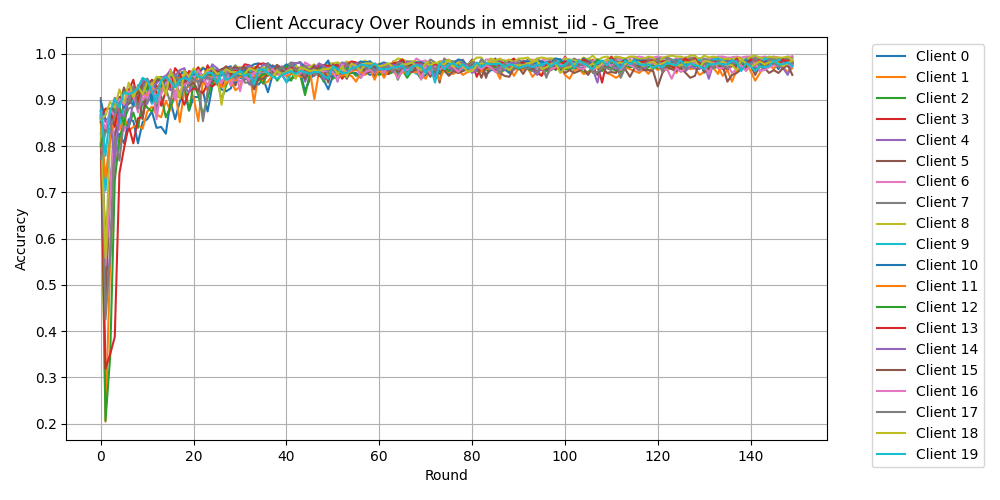 Client Accuracy Over Rounds in emnist_iid - G_Tree
Accuracy
1.0
0.9
0.8
0.7
0.6
0.5
0.4
0.3
0.2
0
20
40
60
80
100
120
140
Round
Client 0
Client 1
Client 2
Client 3
Client 4
Client 5
Client 6
Client 7
Client 8
Client 9
Client 10
Client 11
Client 12
Client 13
Client 14
Client 15
Client 16
Client 17
Client 18
Client 19